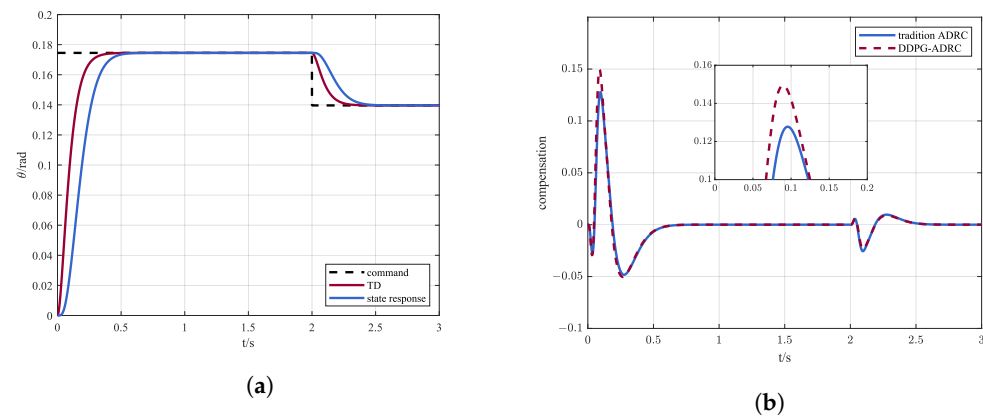 0.2
0.18
0.16
0.14
0.12
0.1
0.08
0.06
0.04
0.02
0
θ/rad
0 0.5 1 1.5 2 2.5 3
t/s
command
TD
state response
(a)
tradition ADRC
DDPG-ADRC
0.15
0.1
0.05
0
−0.05
−0.1
compensation
0.16
0.14
0.12
0.1
0 0.05 0.1 0.15 0.2
0 0.5 1 1.5 2 2.5 3
t/s
(b)